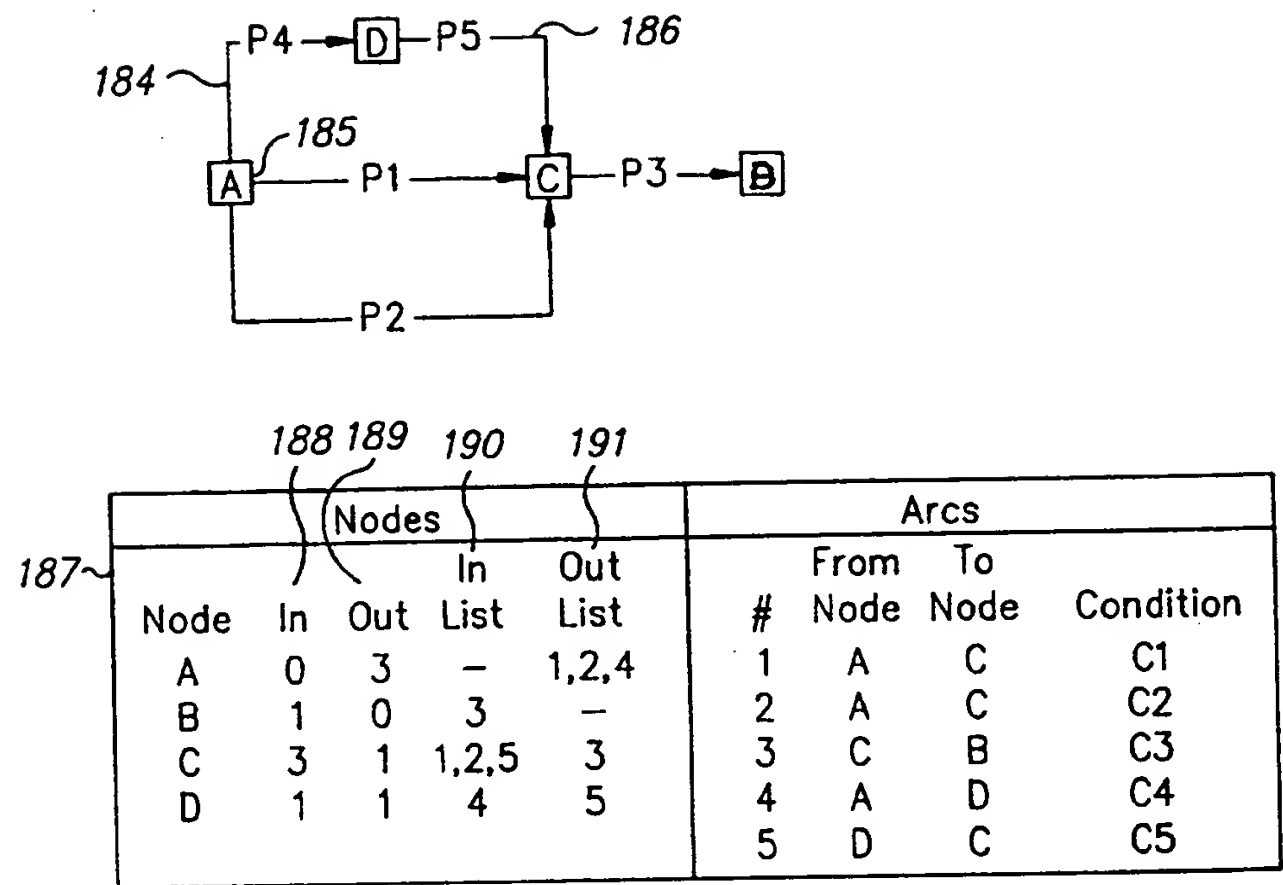 P4 D P5 186
184
185
A P1 C P3 B
P2
188 189 190 191
Nodes Arcs
187 In Out From To
Node In Out List List # Node Node Condition
A 0 3 – 1,2,4 1 A C C1
B 1 0 3 – 2 A C C2
C 3 1 1,2,5 3 3 C B C3
D 1 1 4 5 4 A D C4
5 D C C5